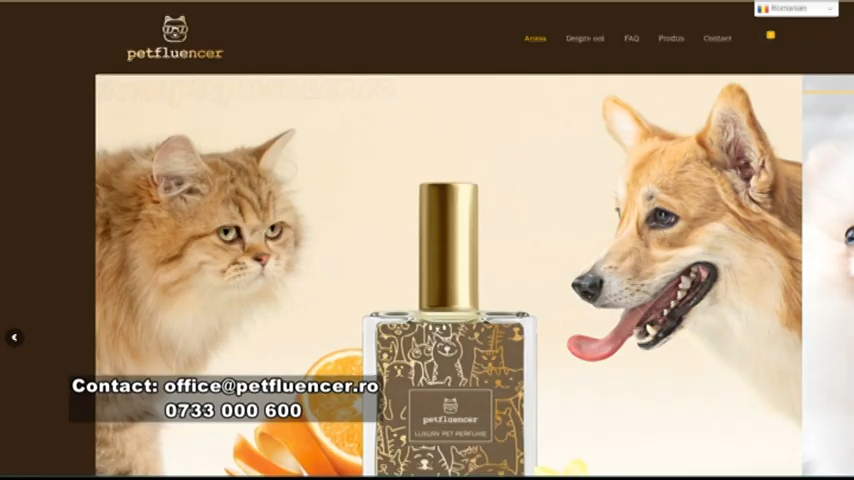 Romanian
petfluencer
Acasa
Despre noi
FAQ
Produs
Contact
petfluencer
LUXURY PET PERFUME
Contact: office@petfluencer.ro
0733 000 600